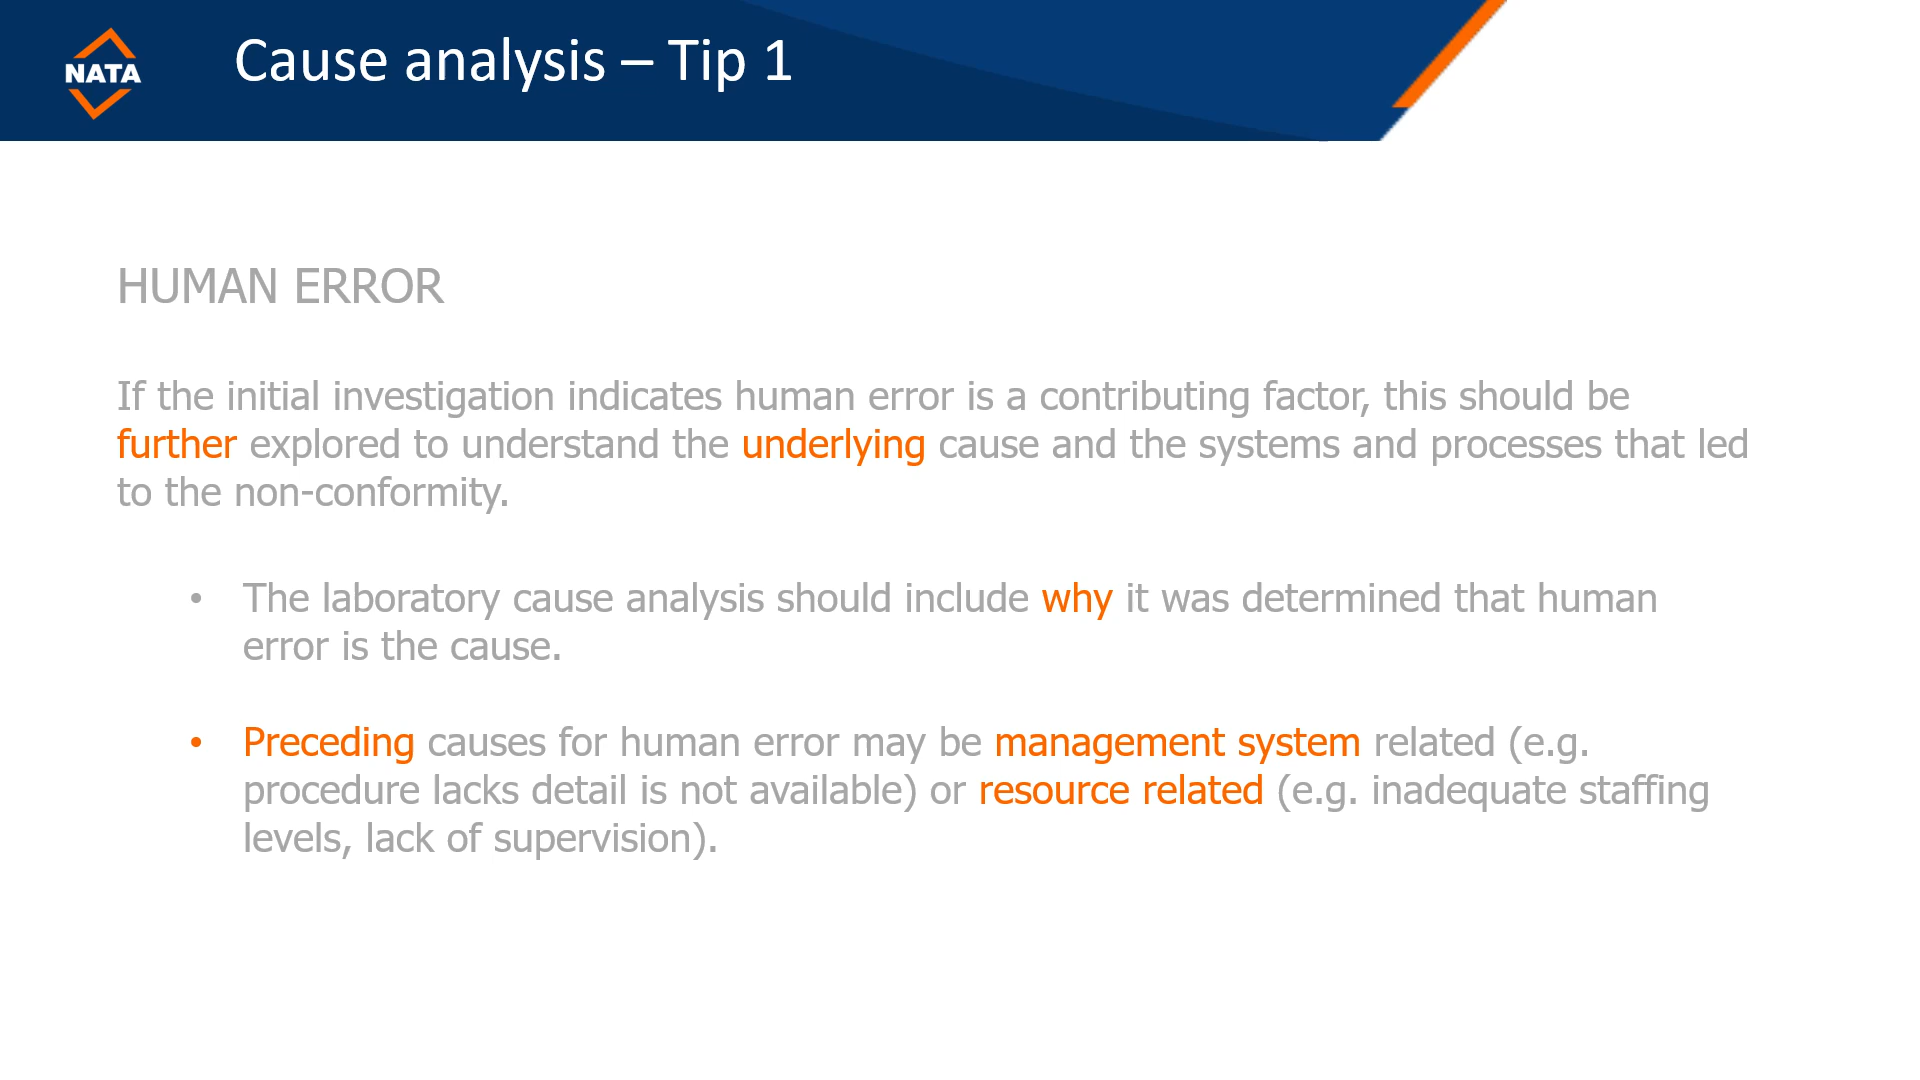 NATA
Cause analysis – Tip 1
HUMAN ERROR
If the initial investigation indicates human error is a contributing factor, this should be
further explored to understand the underlying cause and the systems and processes that led
to the non-conformity.
• The laboratory cause analysis should include why it was determined that human
error is the cause.
• Preceding causes for human error may be management system related (e.g.
procedure lacks detail is not available) or resource related (e.g. inadequate staffing
levels, lack of supervision).